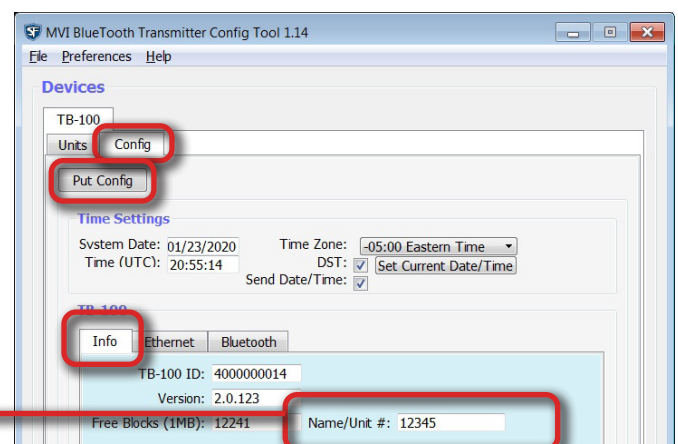 SF MVI BlueTooth Transmitter Config Tool 1.14
File Preferences Help
Devices
TB-100
Units Config
Put Config
Time Settings
System Date: 01/23/2020 Time Zone: -05:00 Eastern Time
Time (UTC): 20:55:14 DST: Set Current Date/Time
Send Date/Time:
TB-100
Info Ethernet Bluetooth
TB-100 ID: 4000000014
Version: 2.0.123
Free Blocks (1MB): 12241 Name/Unit #: 12345